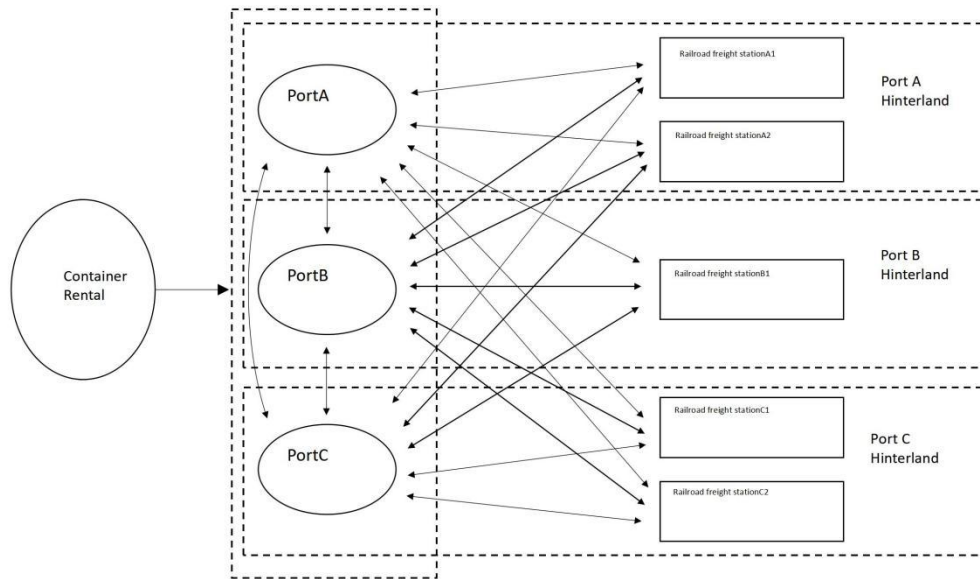 PortA
Railroad freight stationA1
Port A
Hinterland
Railroad freight stationA2
Container
Rental
PortB
Railroad freight stationB1
Port B
Hinterland
PortC
Railroad freight stationC1
Port C
Hinterland
Railroad freight stationC2